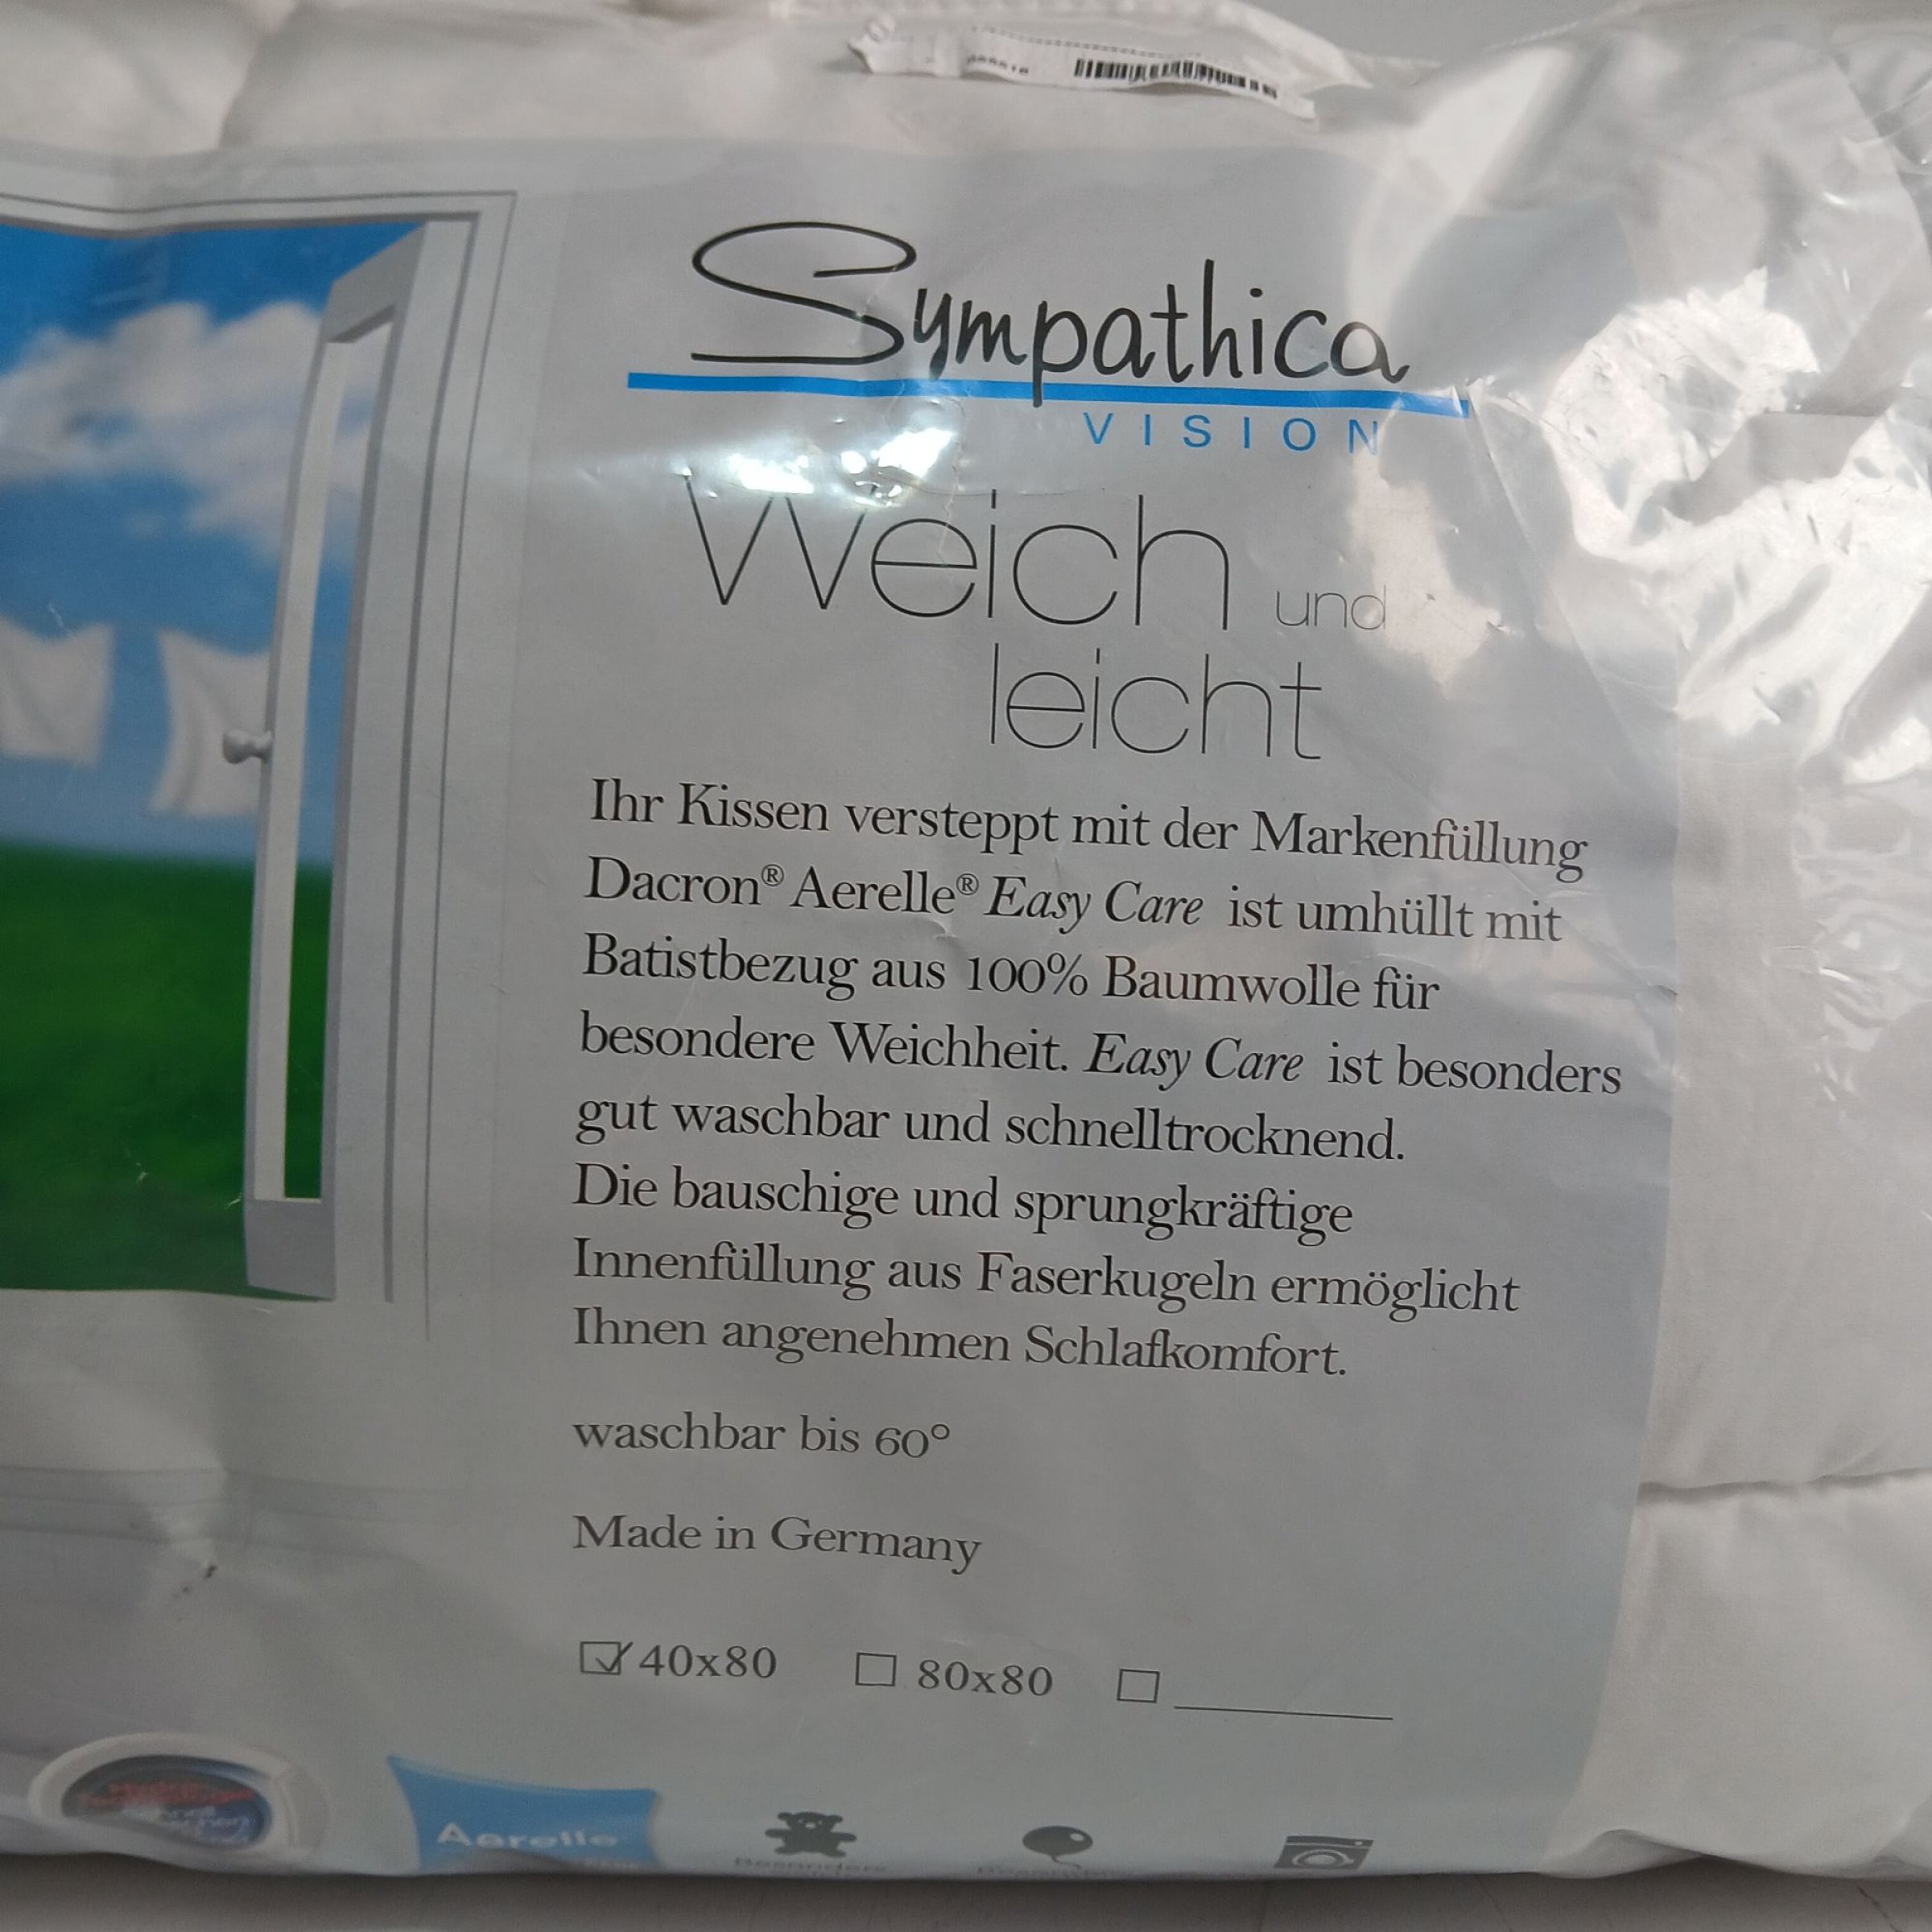 Sympathica
VISION
Weich und
leicht
Ihr Kissen versteppt mit der Markenfüllung
Dacron® Aerelle® Easy Care ist umhüllt mit
Batistbezug aus 100% Baumwolle für
besondere Weichheit. Easy Care ist besonders
gut waschbar und schnelltrocknend.
Die bauschige und sprungkräftige
Innenfüllung aus Faserkugeln ermöglicht
Ihnen angenehmen Schlafkomfort.
waschbar bis 60°
Made in Germany
40x80 80x80
Aerelle
Besonders